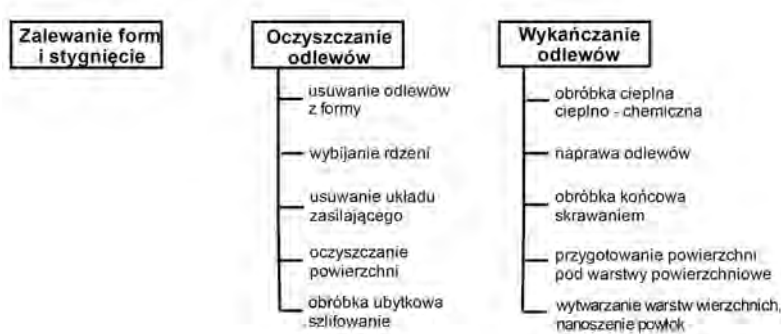 Zalewanie form
i stygnięcie
Oczyszczanie
odlewów
usuwanie odlewów
z formy
wybijanie rdzeni
usuwanie układu
zasilającego
oczyszczanie
powierzchni
obróbka ubytkowa
szlifowanie
Wykańczanie
odlewów
obróbka cieplna
cieplno - chemiczna
naprawa odlewów
obróbka końcowa
skrawaniem
przygotowanie powierzchni
pod warstwy powierzchniowe
wytwarzanie warstw wierzchnich,
nanoszenie powłok